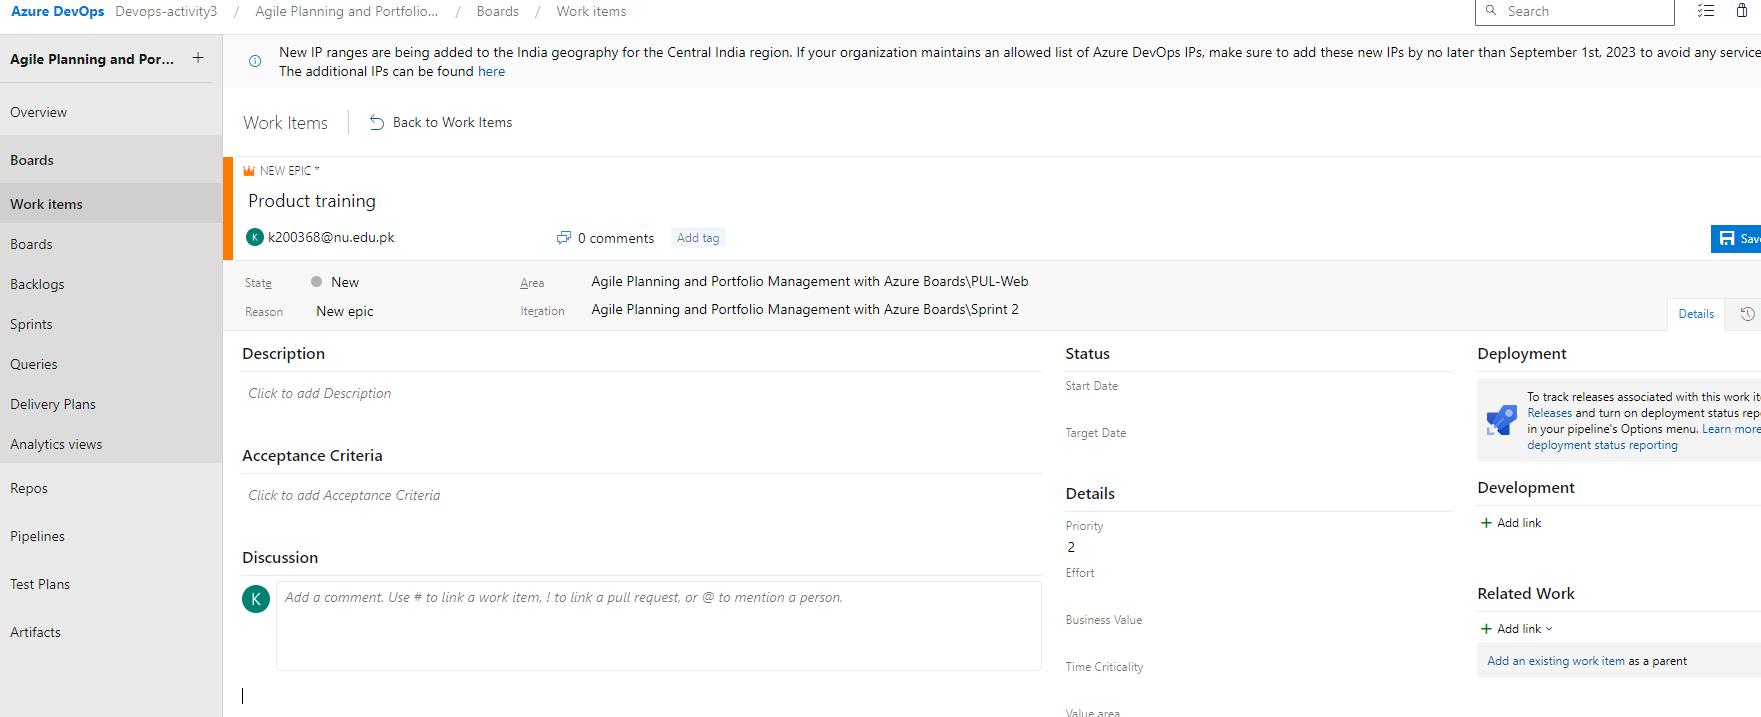 Azure DevOps Devops-activity3 / Agile Planning and Portfolio... / Boards / Work items
Search
Agile Planning and Por... +
New IP ranges are being added to the India geography for the Central India region. If your organization maintains an allowed list of Azure DevOps IPs, make sure to add these new IPs by no later than September 1st, 2023 to avoid any service
The additional IPs can be found here
Overview
Boards
Work items
Boards
Backlogs
Sprints
Queries
Delivery Plans
Analytics views
Repos
Pipelines
Test Plans
Artifacts
Work Items
Back to Work Items
NEW EPIC *
Product training
K k200368@nu.edu.pk
0 comments
Add tag
Save
State New
Area Agile Planning and Portfolio Management with Azure Boards\PUL-Web
Reason New epic
Iteration Agile Planning and Portfolio Management with Azure Boards\Sprint 2
Details
Description
Click to add Description
Acceptance Criteria
Click to add Acceptance Criteria
Discussion
K
Add a comment. Use # to link a work item, ! to link a pull request, or @ to mention a person.
Status
Start Date
Target Date
Details
Priority
2
Effort
Business Value
Time Criticality
Value area
Deployment
To track releases associated with this work it
Releases and turn on deployment status rep
in your pipeline's Options menu. Learn more
deployment status reporting
Development
+ Add link
Related Work
+ Add link
Add an existing work item as a parent